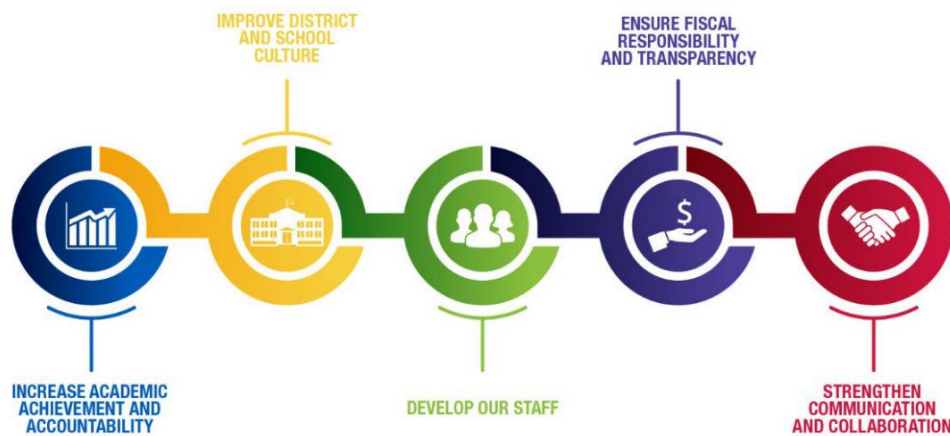 INCREASE ACADEMIC
ACHIEVEMENT AND
ACCOUNTABILITY
IMPROVE DISTRICT
AND SCHOOL
CULTURE
DEVELOP OUR STAFF
ENSURE FISCAL
RESPONSIBILITY
AND TRANSPARENCY
$
STRENGTHEN
COMMUNICATION
AND COLLABORATION